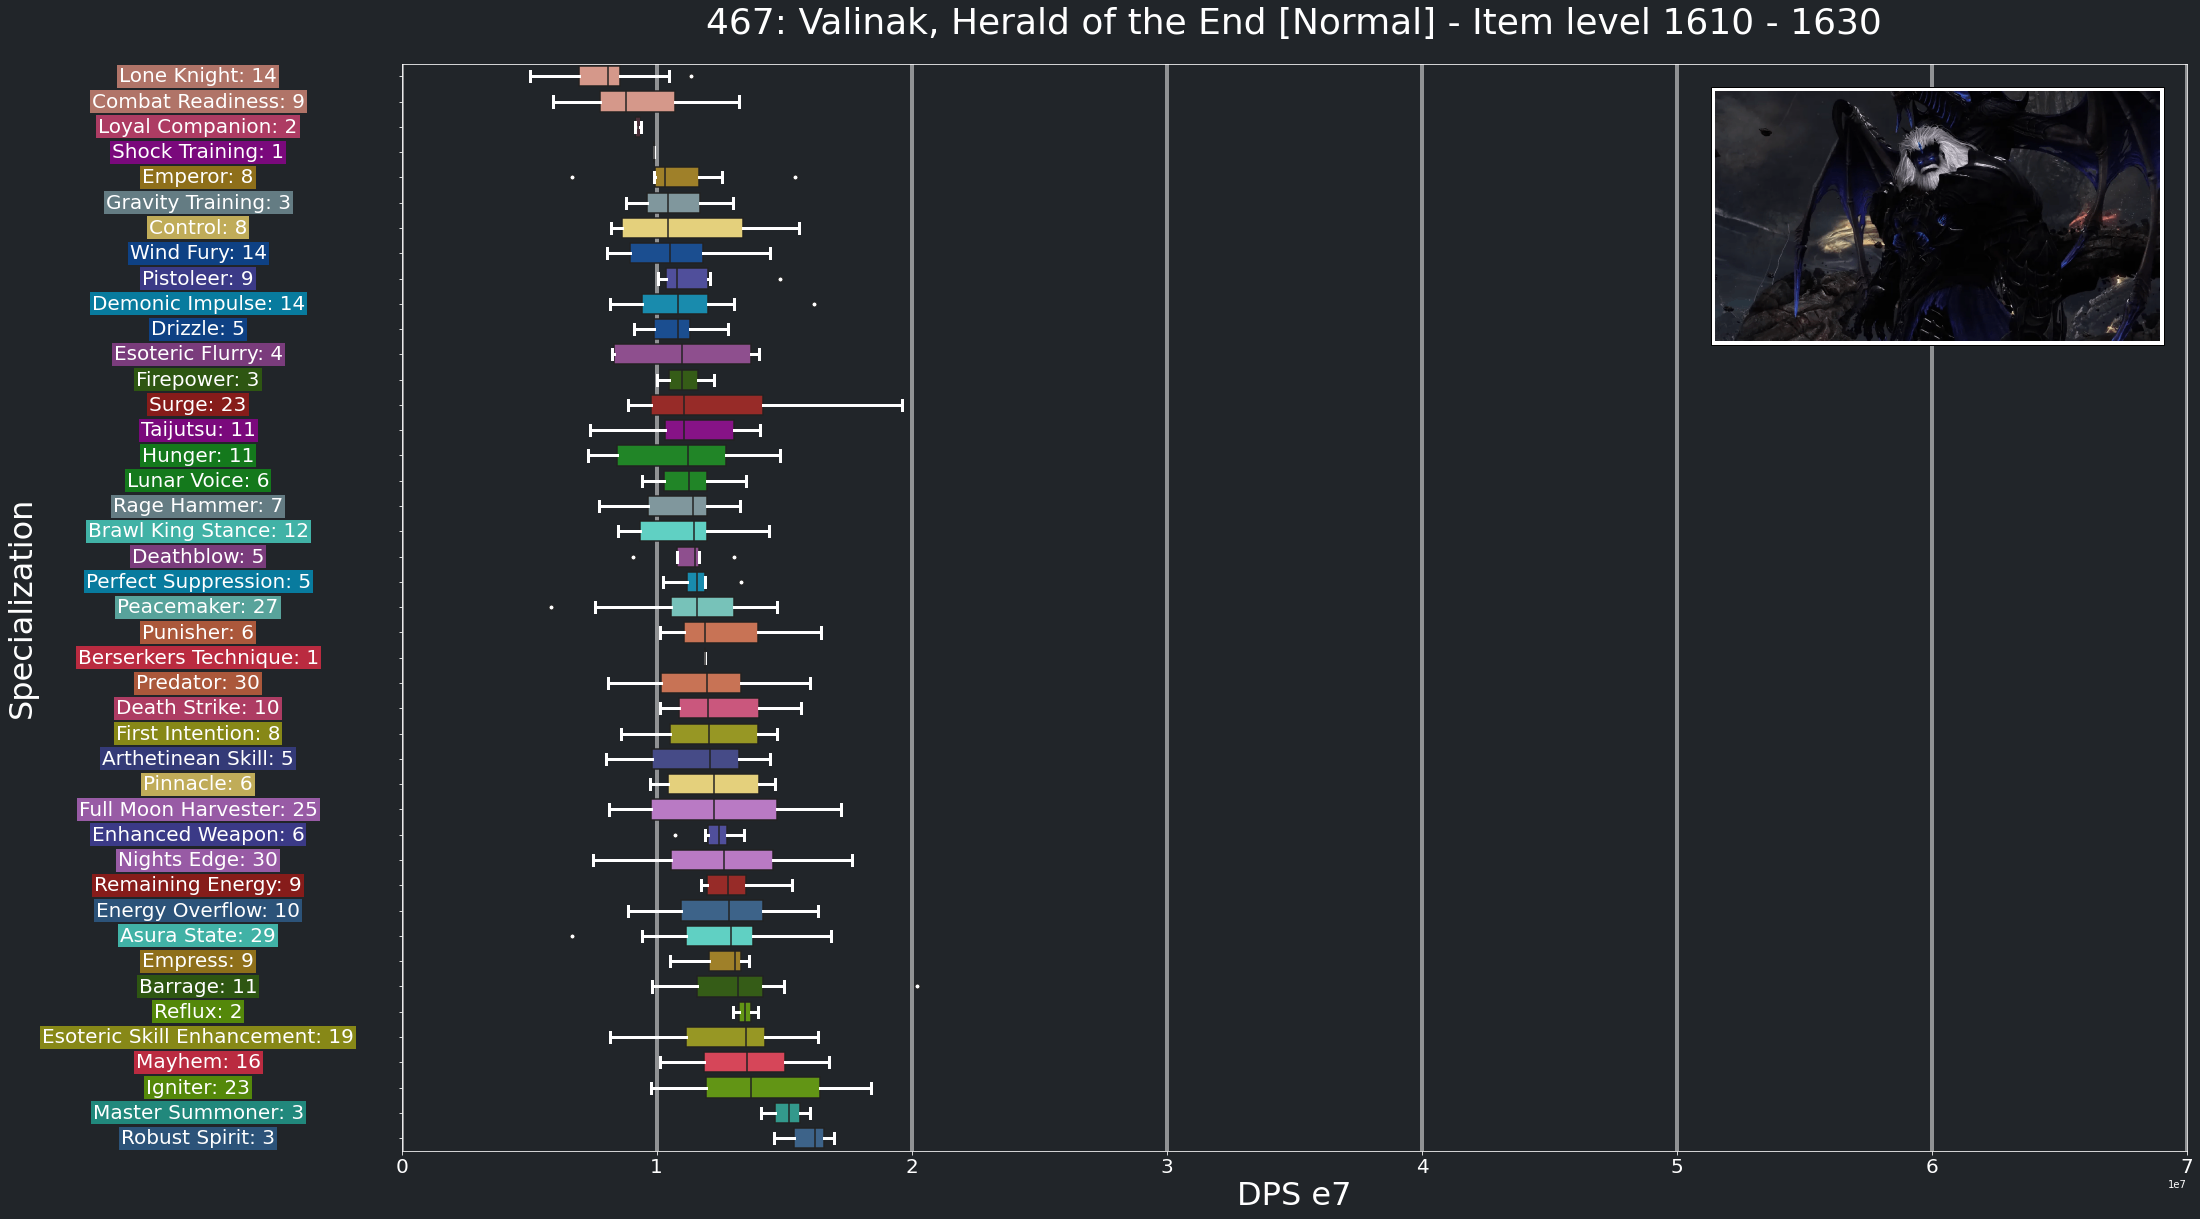 467: Valinak, Herald of the End [Normal] - Item level 1610 - 1630
Lone Knight: 14
Combat Readiness: 9
Loyal Companion: 2
Shock Training: 1
Emperor: 8
Gravity Training: 3
Control: 8
Wind Fury: 14
Pistoleer: 9
Demonic Impulse: 14
Drizzle: 5
Esoteric Flurry: 4
Firepower: 3
Surge: 23
Taijutsu: 11
Hunger: 11
Lunar Voice: 6
Rage Hammer: 7
Brawl King Stance: 12
Deathblow: 5
Perfect Suppression: 5
Peacemaker: 27
Punisher: 6
Berserkers Technique: 1
Predator: 30
Death Strike: 10
First Intention: 8
Arthetinean Skill: 5
Pinnacle: 6
Full Moon Harvester: 25
Enhanced Weapon: 6
Nights Edge: 30
Remaining Energy: 9
Energy Overflow: 10
Asura State: 29
Empress: 9
Barrage: 11
Reflux: 2
Esoteric Skill Enhancement: 19
Mayhem: 16
Igniter: 23
Master Summoner: 3
Robust Spirit: 3
Specialization
0 1 2 3 4 5 6 7
1e7
DPS e7